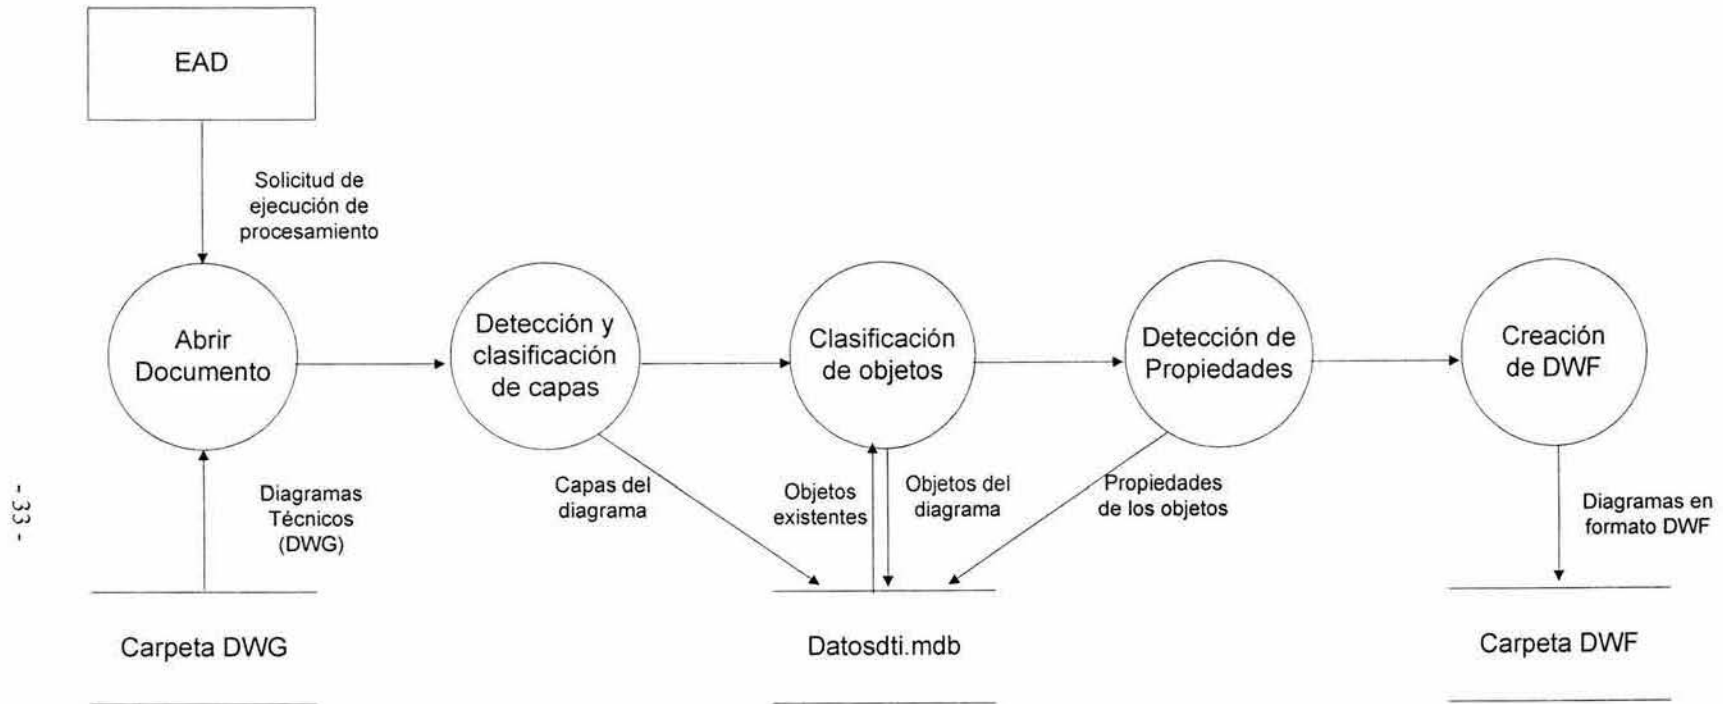 EAD
Solicitud de
ejecución de
procesamiento
Abrir
Documento
Detección y
clasificación
de capas
Clasificación
de objetos
Detección de
Propiedades
Creación
de DWF
Diagramas
Técnicos
(DWG)
Capas del
diagrama
Objetos
existentes
Objetos del
diagrama
Propiedades
de los objetos
Diagramas en
formato DWF
Carpeta DWG
Datosdti.mdb
Carpeta DWF
- 33 -